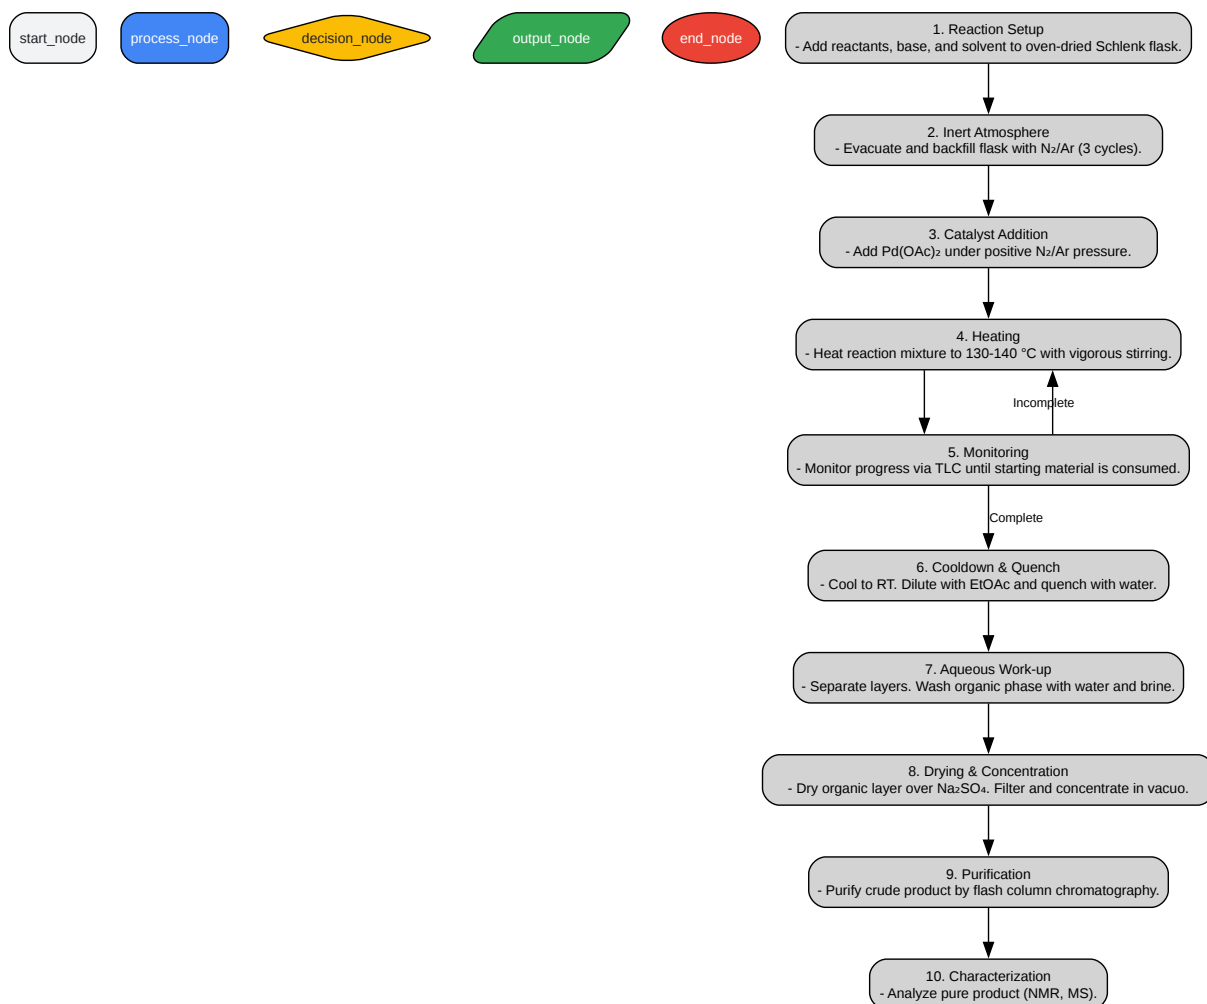 start_node
process_node
decision_node
output_node
end_node
1. Reaction Setup
- Add reactants, base, and solvent to oven-dried Schlenk flask.
2. Inert Atmosphere
- Evacuate and backfill flask with N₂/Ar (3 cycles).
3. Catalyst Addition
- Add Pd(OAc)₂ under positive N₂/Ar pressure.
4. Heating
- Heat reaction mixture to 130-140 °C with vigorous stirring.
Incomplete
5. Monitoring
- Monitor progress via TLC until starting material is consumed.
Complete
6. Cooldown & Quench
- Cool to RT. Dilute with EtOAc and quench with water.
7. Aqueous Work-up
- Separate layers. Wash organic phase with water and brine.
8. Drying & Concentration
- Dry organic layer over Na₂SO₄. Filter and concentrate in vacuo.
9. Purification
- Purify crude product by flash column chromatography.
10. Characterization
- Analyze pure product (NMR, MS).